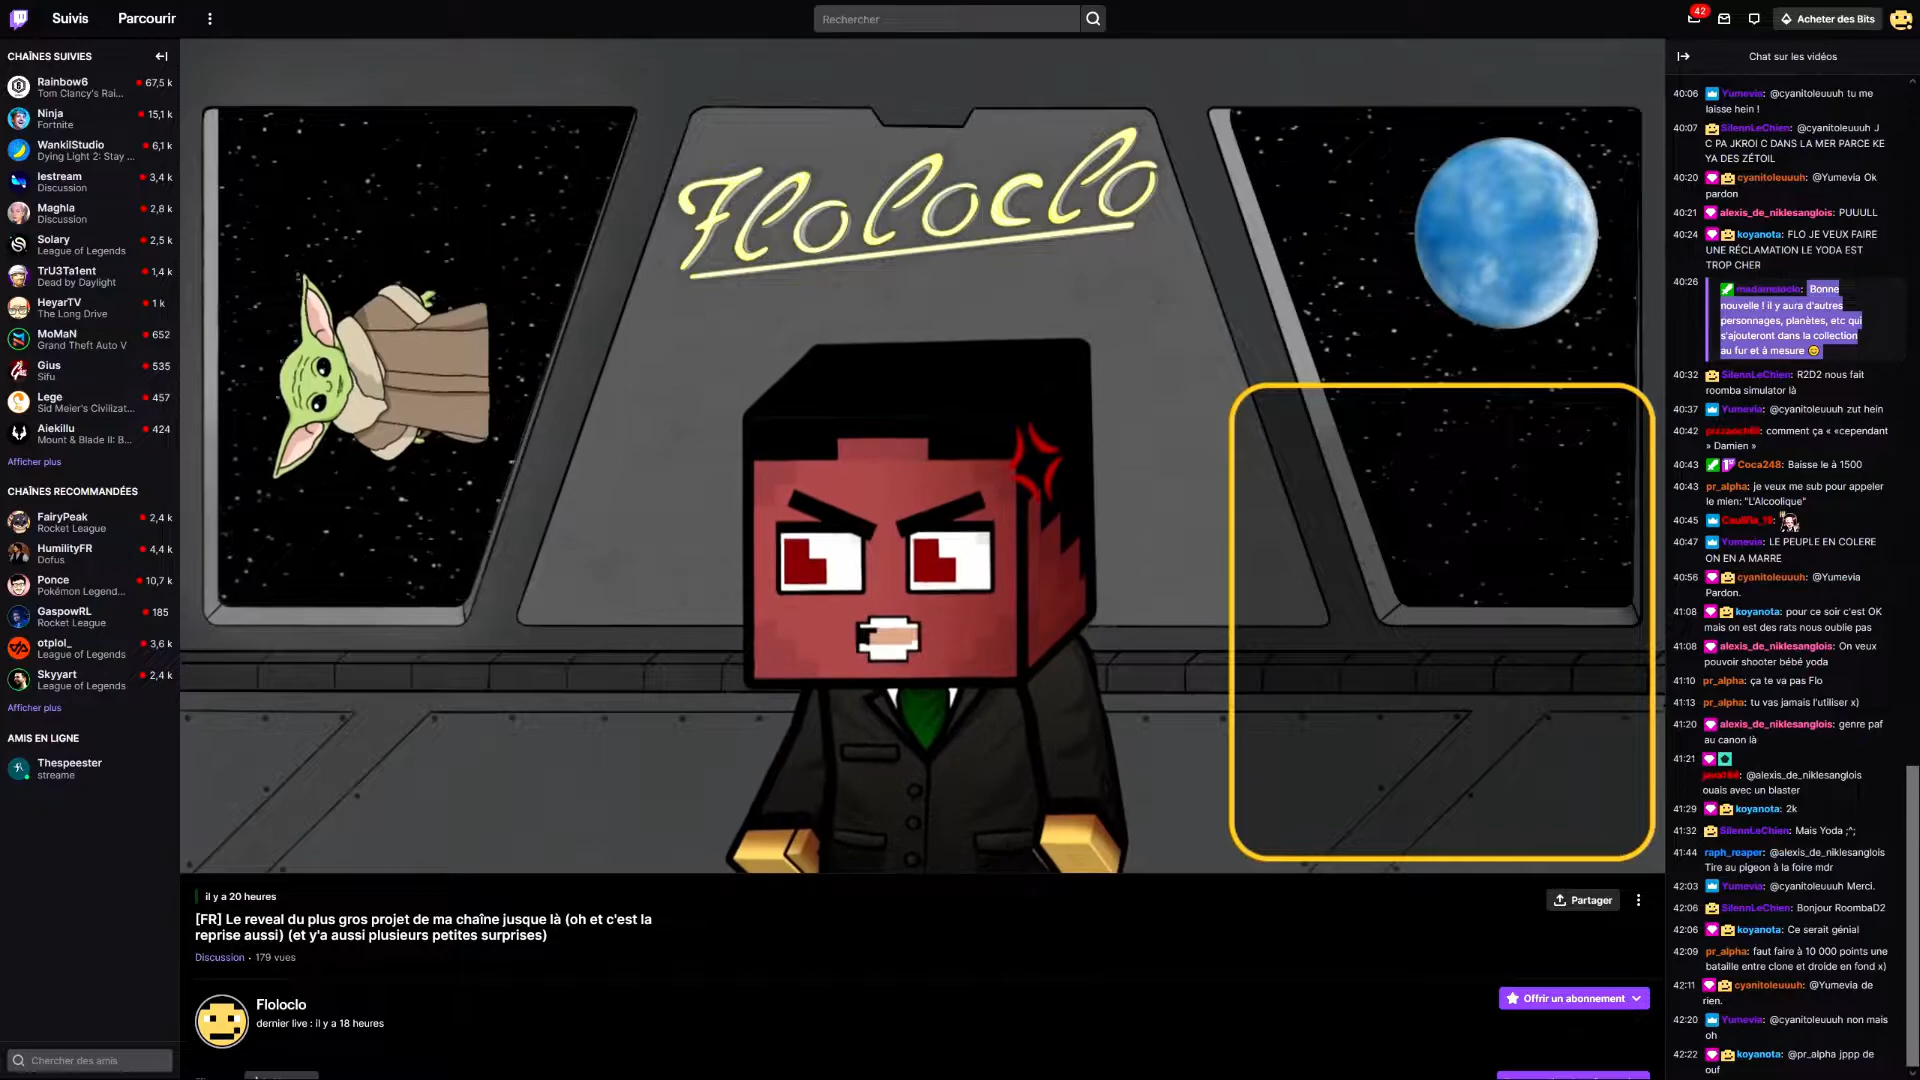 Suivis
Parcourir
Rechercher
42
Acheter des Bits
CHAÎNES SUIVIES
Rainbow6
67,5 k
Tom Clancy's Rai...
Ninja
15,1 k
Fortnite
WankilStudio
6,1 k
Dying Light 2: Stay ...
lestream
3,4 k
Discussion
Maghla
2,8 k
Discussion
Solary
2,5 k
League of Legends
TrU3Ta1ent
1,4 k
Dead by Daylight
HeyarTV
1 k
The Long Drive
MoMaN
652
Grand Theft Auto V
Gius
535
Sifu
Lege
457
Sid Meier's Civilizat...
Aiekillu
424
Mount & Blade II: B...
Afficher plus
CHAÎNES RECOMMANDÉES
FairyPeak
2,4 k
Rocket League
HumilityFR
4,4 k
Dofus
Ponce
10,7 k
Pokémon Legend...
GaspowRL
185
Rocket League
otplol_
3,6 k
League of Legends
Skyyart
2,4 k
League of Legends
Afficher plus
AMIS EN LIGNE
Thespeester
streame
Chercher des amis
Floloclo
il y a 20 heures
[FR] Le reveal du plus gros projet de ma chaîne jusque là (oh et c'est la
reprise aussi) (et y'a aussi plusieurs petites surprises)
Discussion • 179 vues
Partager
Floloclo
dernier live : il y a 18 heures
Offrir un abonnement
Chat sur les vidéos
40:06 Yumevia: @cyanitoleuuuh tu me
laisse hein !
40:07 SilennLeChien: @cyanitoleuuuh J
C PA JKROI C DANS LA MER PARCE KE
YA DES ZÉTOIL
40:20 cyanitoleuuuh: @Yumevia Ok
pardon
40:21 alexis_de_niklesanglois: PUUULL
40:24 koyanota: FLO JE VEUX FAIRE
UNE RÉCLAMATION LE YODA EST
TROP CHER
40:26 Bonne
nouvelle ! il y aura d'autres
personnages, planètes, etc qui
s'ajouteront dans la collection
au fur et à mesure
40:32 SilennLeChien: R2D2 nous fait
roomba simulator là
40:37 Yumevia: @cyanitoleuuuh zut hein
40:42 comment ça « «cependant
» Damien »
40:43 Coca248: Baisse le à 1500
40:43 pr_alpha: je veux me sub pour appeler
le mien: "L'Alcoolique"
40:45
40:47 Yumevia: LE PEUPLE EN COLERE
ON EN A MARRE
40:56 cyanitoleuuuh: @Yumevia
Pardon.
41:08 koyanota: pour ce soir c'est OK
mais on est des rats nous oublie pas
41:08 alexis_de_niklesanglois: On veux
pouvoir shooter bébé yoda
41:10 pr_alpha: ça te va pas Flo
41:13 pr_alpha: tu vas jamais l'utiliser x)
41:20 alexis_de_niklesanglois: genre paf
au canon là
41:21
@alexis_de_niklesanglois
ouais avec un blaster
41:29 koyanota: 2k
41:32 SilennLeChien: Mais Yoda ;^;
41:44 raph_reaper: @alexis_de_niklesanglois
Tire au pigeon à la foire mdr
42:03 Yumevia: @cyanitoleuuuh Merci.
42:06 SilennLeChien: Bonjour RoombaD2
42:06 koyanota: Ce serait génial
42:09 pr_alpha: faut faire à 10 000 points une
bataille entre clone et droide en fond x)
42:11 cyanitoleuuuh: @Yumevia de
rien.
42:20 Yumevia: @cyanitoleuuuh non mais
oh
42:22 koyanota: @pr_alpha jppp de
ouf